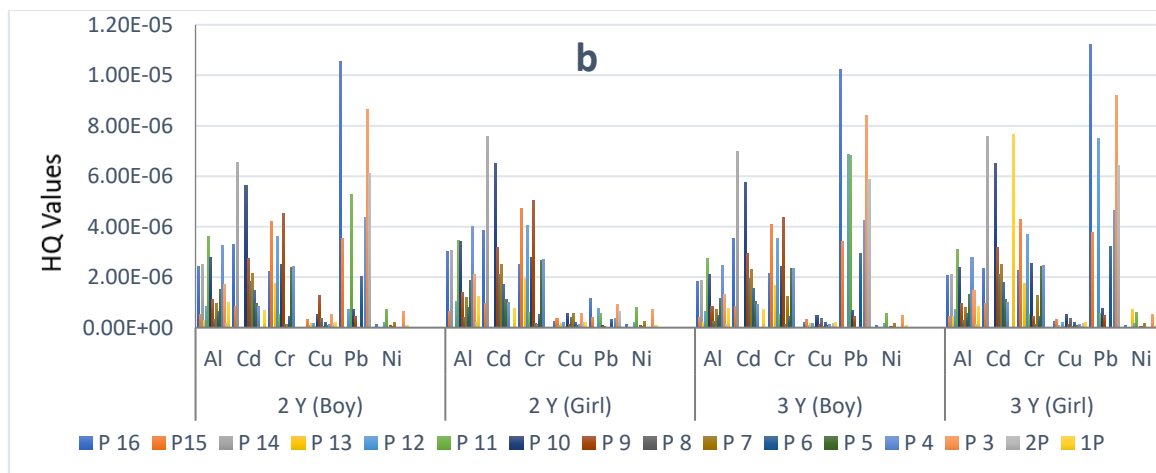 1.20E-05
b
1.00E-05
8.00E-06
6.00E-06
4.00E-06
2.00E-06
0.00E+00
HQ Values
Al Cd Cr Cu Pb Ni Al Cd Cr Cu Pb Ni Al Cd Cr Cu Pb Ni Al Cd Cr Cu Pb Ni
2 Y (Boy) 2 Y (Girl) 3 Y (Boy) 3 Y (Girl)
P 16 P15 P 14 P 13 P 12 P 11 P 10 P 9 P 8 P 7 P 6 P 5 P 4 P 3 2P 1P